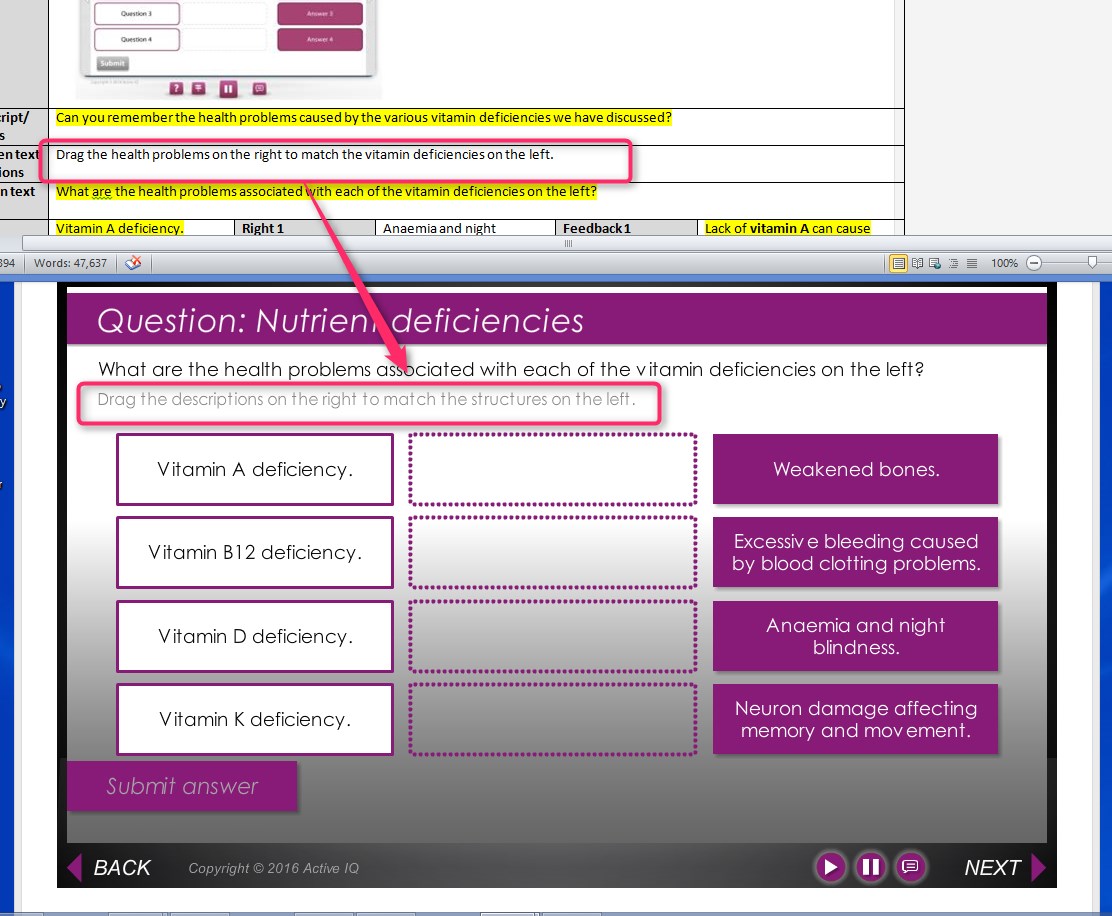 Question 3 Answer 3
Question 4 Answer 4
Submit
Copyright © 2016 Active IQ
cript/ Can you remember the health problems caused by the various vitamin deficiencies we have discussed?
s
en text Drag the health problems on the right to match the vitamin deficiencies on the left.
ions
n text What are the health problems associated with each of the vitamin deficiencies on the left?
Vitamin A deficiency. Right 1 Anaemia and night Feedback1 Lack of vitamin A can cause
394 Words: 47,637 100%
Question: Nutrient deficiencies
What are the health problems associated with each of the vitamin deficiencies on the left?
Drag the descriptions on the right to match the structures on the left.
Vitamin A deficiency. Weakened bones.
Vitamin B12 deficiency. Excessive bleeding caused
by blood clotting problems.
Vitamin D deficiency. Anaemia and night
blindness.
Vitamin K deficiency. Neuron damage affecting
memory and movement.
Submit answer
BACK Copyright © 2016 Active IQ NEXT